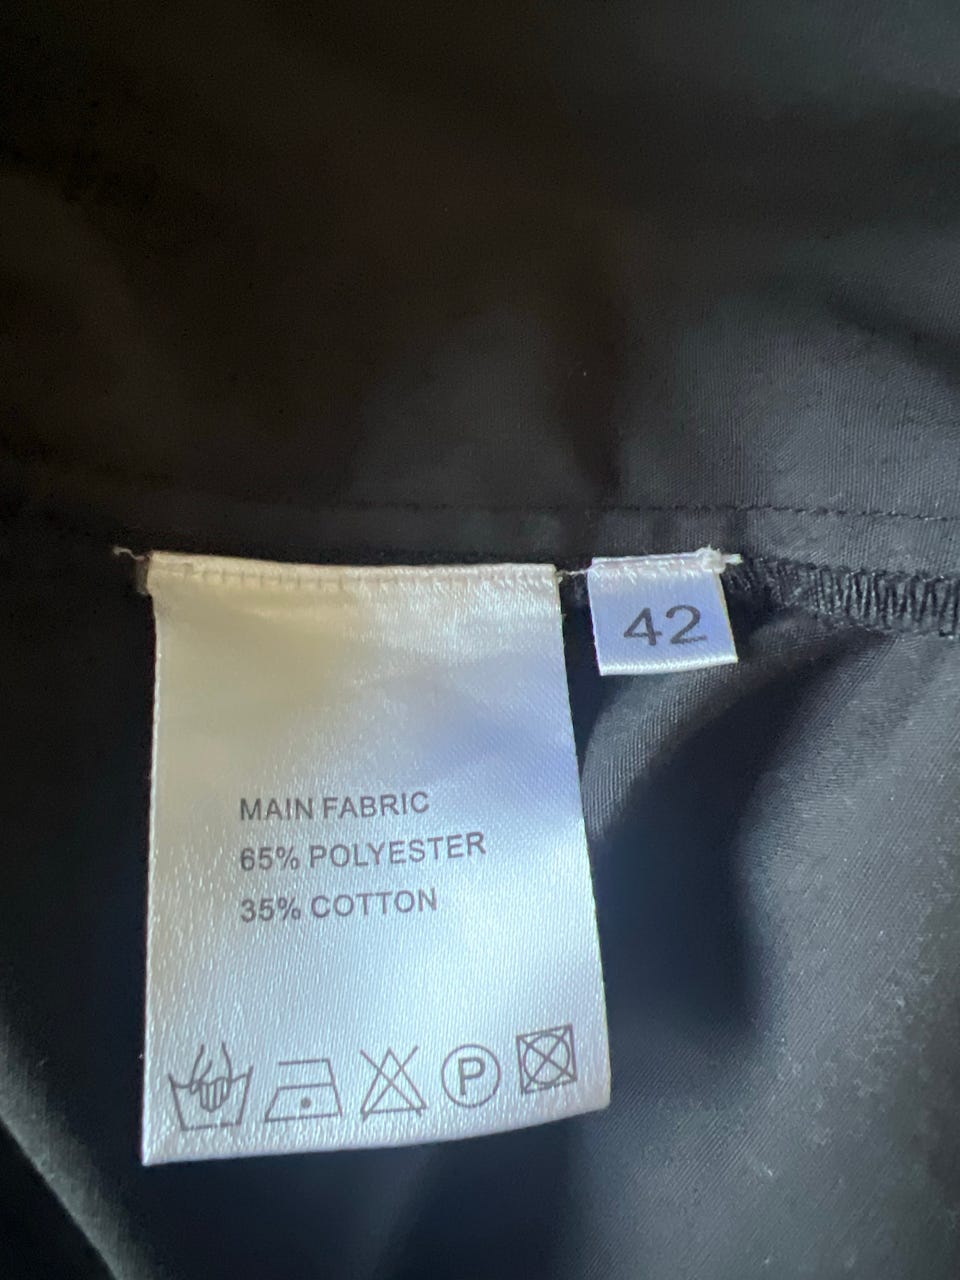 42
MAIN FABRIC
65% POLYESTER
35% COTTON
P